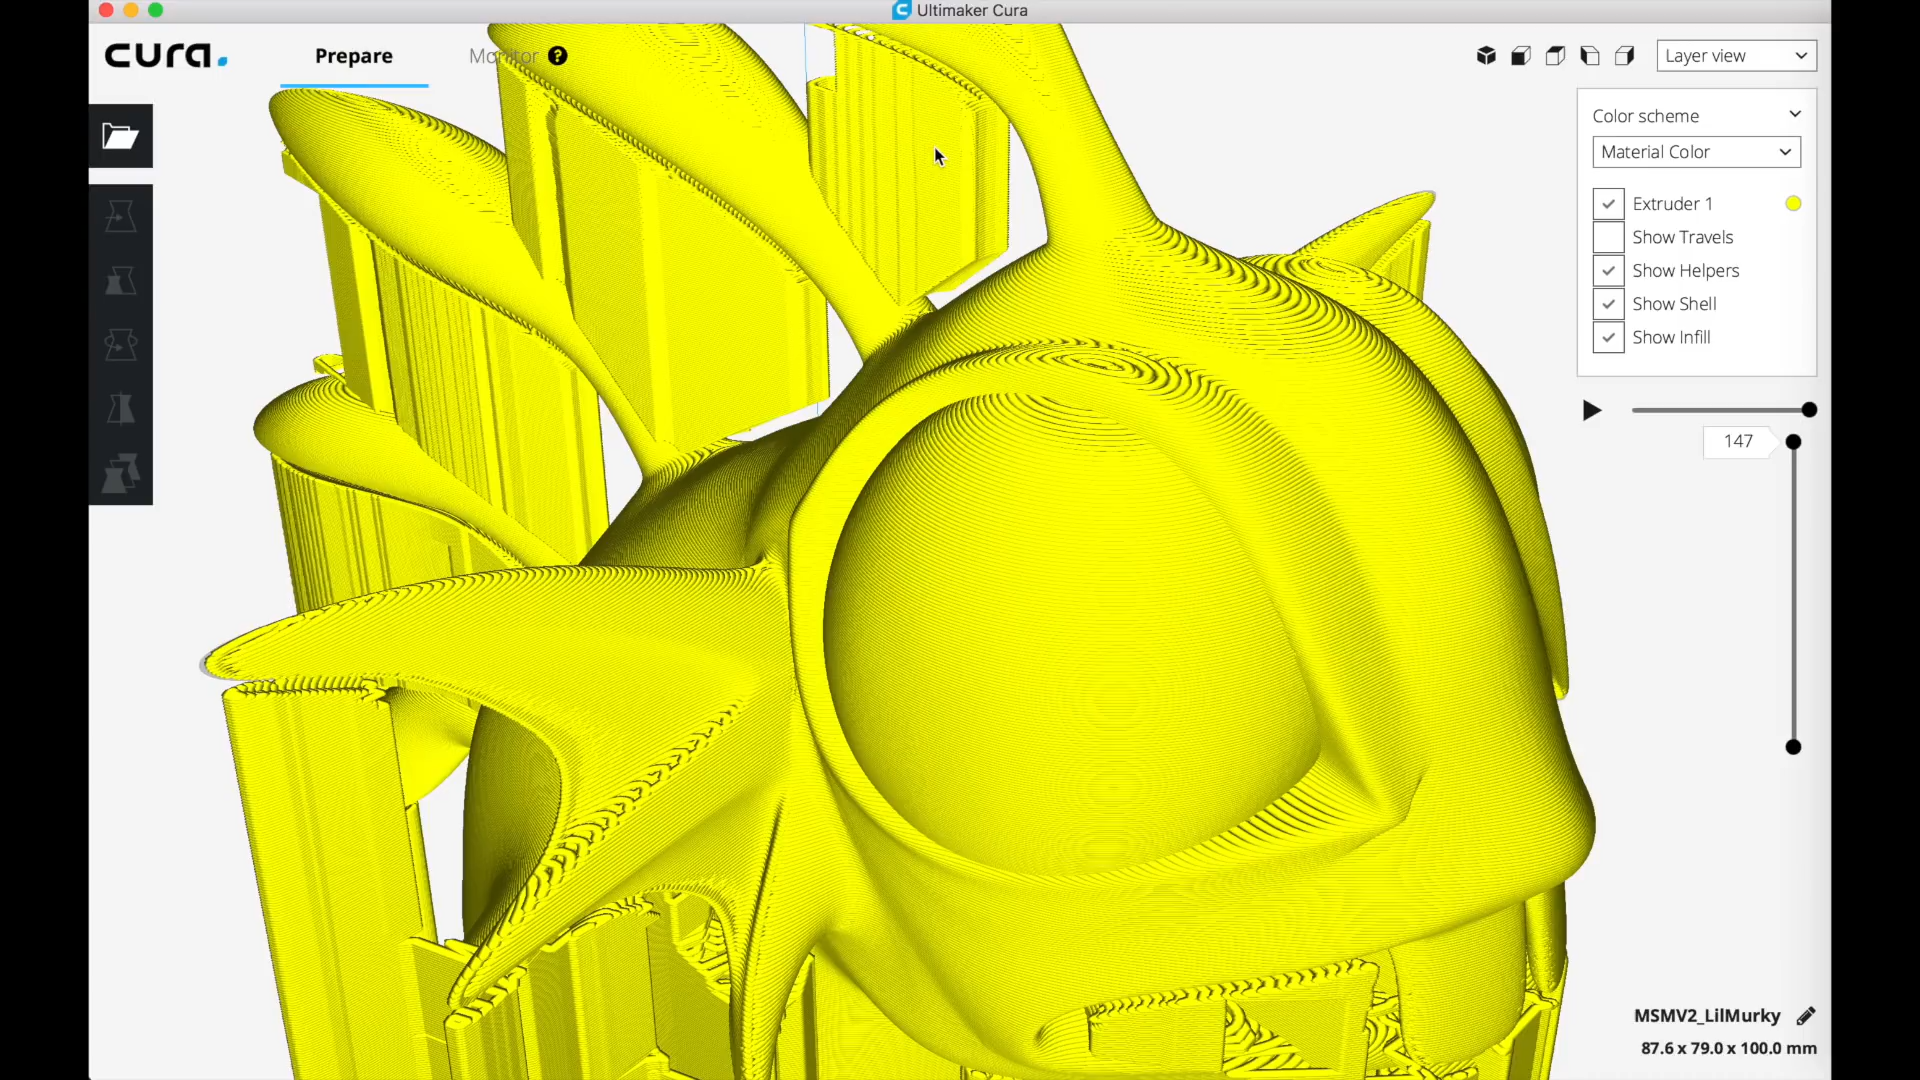 Ultimaker Cura
cura.
Prepare
Monitor ?
Layer view
Color scheme
Material Color
Extruder 1
Show Travels
Show Helpers
Show Shell
Show Infill
147
MSMV2_LilMurky
87.6 x 79.0 x 100.0 mm